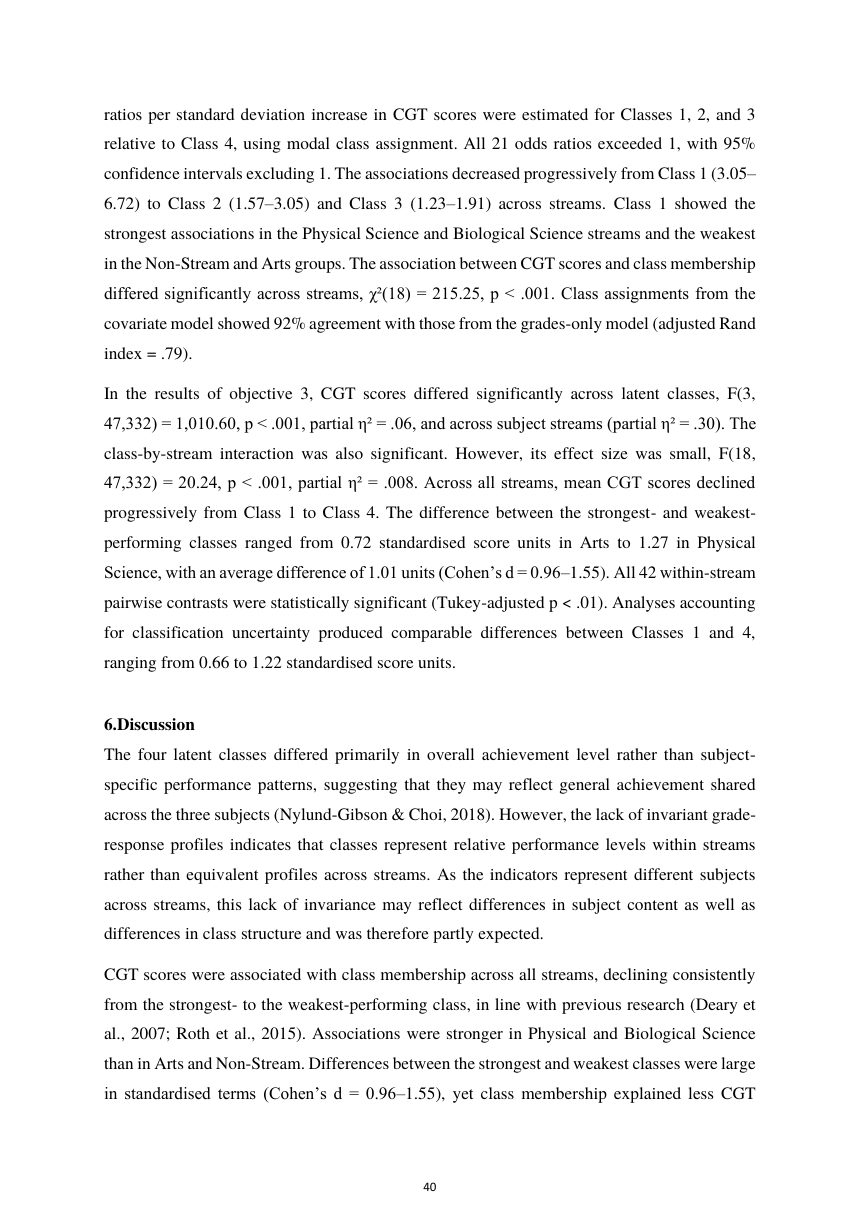 ratios per standard deviation increase in CGT scores were estimated for Classes 1, 2, and 3
relative to Class 4, using modal class assignment. All 21 odds ratios exceeded 1, with 95%
confidence intervals excluding 1. The associations decreased progressively from Class 1 (3.05–
6.72) to Class 2 (1.57–3.05) and Class 3 (1.23–1.91) across streams. Class 1 showed the
strongest associations in the Physical Science and Biological Science streams and the weakest
in the Non-Stream and Arts groups. The association between CGT scores and class membership
differed significantly across streams, χ²(18) = 215.25, p < .001. Class assignments from the
covariate model showed 92% agreement with those from the grades-only model (adjusted Rand
index = .79).
In the results of objective 3, CGT scores differed significantly across latent classes, F(3,
47,332) = 1,010.60, p < .001, partial η² = .06, and across subject streams (partial η² = .30). The
class-by-stream interaction was also significant. However, its effect size was small, F(18,
47,332) = 20.24, p < .001, partial η² = .008. Across all streams, mean CGT scores declined
progressively from Class 1 to Class 4. The difference between the strongest- and weakest-
performing classes ranged from 0.72 standardised score units in Arts to 1.27 in Physical
Science, with an average difference of 1.01 units (Cohen’s d = 0.96–1.55). All 42 within-stream
pairwise contrasts were statistically significant (Tukey-adjusted p < .01). Analyses accounting
for classification uncertainty produced comparable differences between Classes 1 and 4,
ranging from 0.66 to 1.22 standardised score units.
6.Discussion
The four latent classes differed primarily in overall achievement level rather than subject-
specific performance patterns, suggesting that they may reflect general achievement shared
across the three subjects (Nylund-Gibson & Choi, 2018). However, the lack of invariant grade-
response profiles indicates that classes represent relative performance levels within streams
rather than equivalent profiles across streams. As the indicators represent different subjects
across streams, this lack of invariance may reflect differences in subject content as well as
differences in class structure and was therefore partly expected.
CGT scores were associated with class membership across all streams, declining consistently
from the strongest- to the weakest-performing class, in line with previous research (Deary et
al., 2007; Roth et al., 2015). Associations were stronger in Physical and Biological Science
than in Arts and Non-Stream. Differences between the strongest and weakest classes were large
in standardised terms (Cohen’s d = 0.96–1.55), yet class membership explained less CGT
40